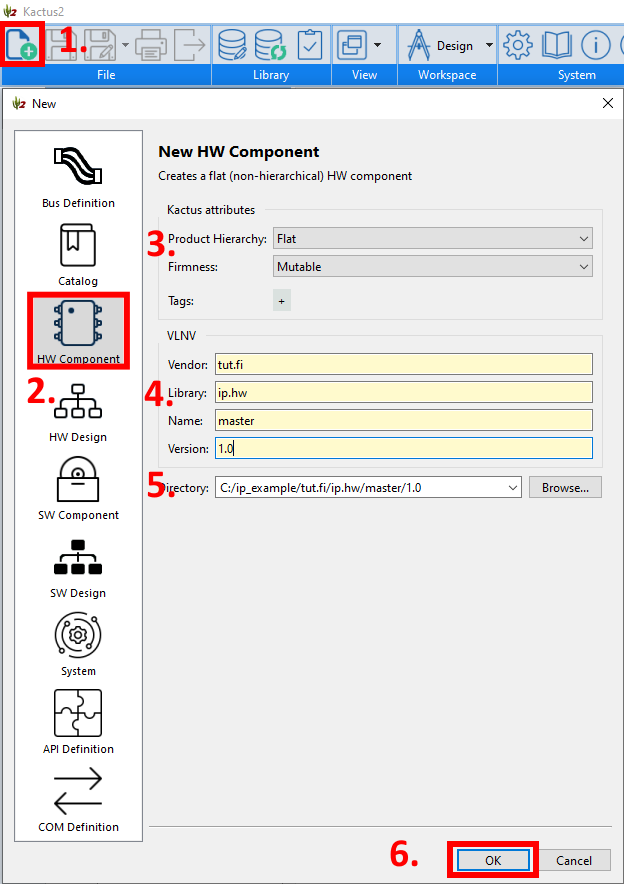 Kactus2
1.
Design
File
Library
View
Workspace
System
New
Bus Definition
Catalog
HW Component
2.
HW Design
SW Component
SW Design
System
API Definition
COM Definition
New HW Component
Creates a flat (non-hierarchical) HW component
Kactus attributes
3.
Product Hierarchy: Flat
Firmness: Mutable
Tags: +
VLNV
Vendor: tut.fi
4.
Library: ip.hw
Name: master
Version: 1.0
5.
Directory: C:/ip_example/tut.fi/ip.hw/master/1.0 Browse...
6.
OK Cancel